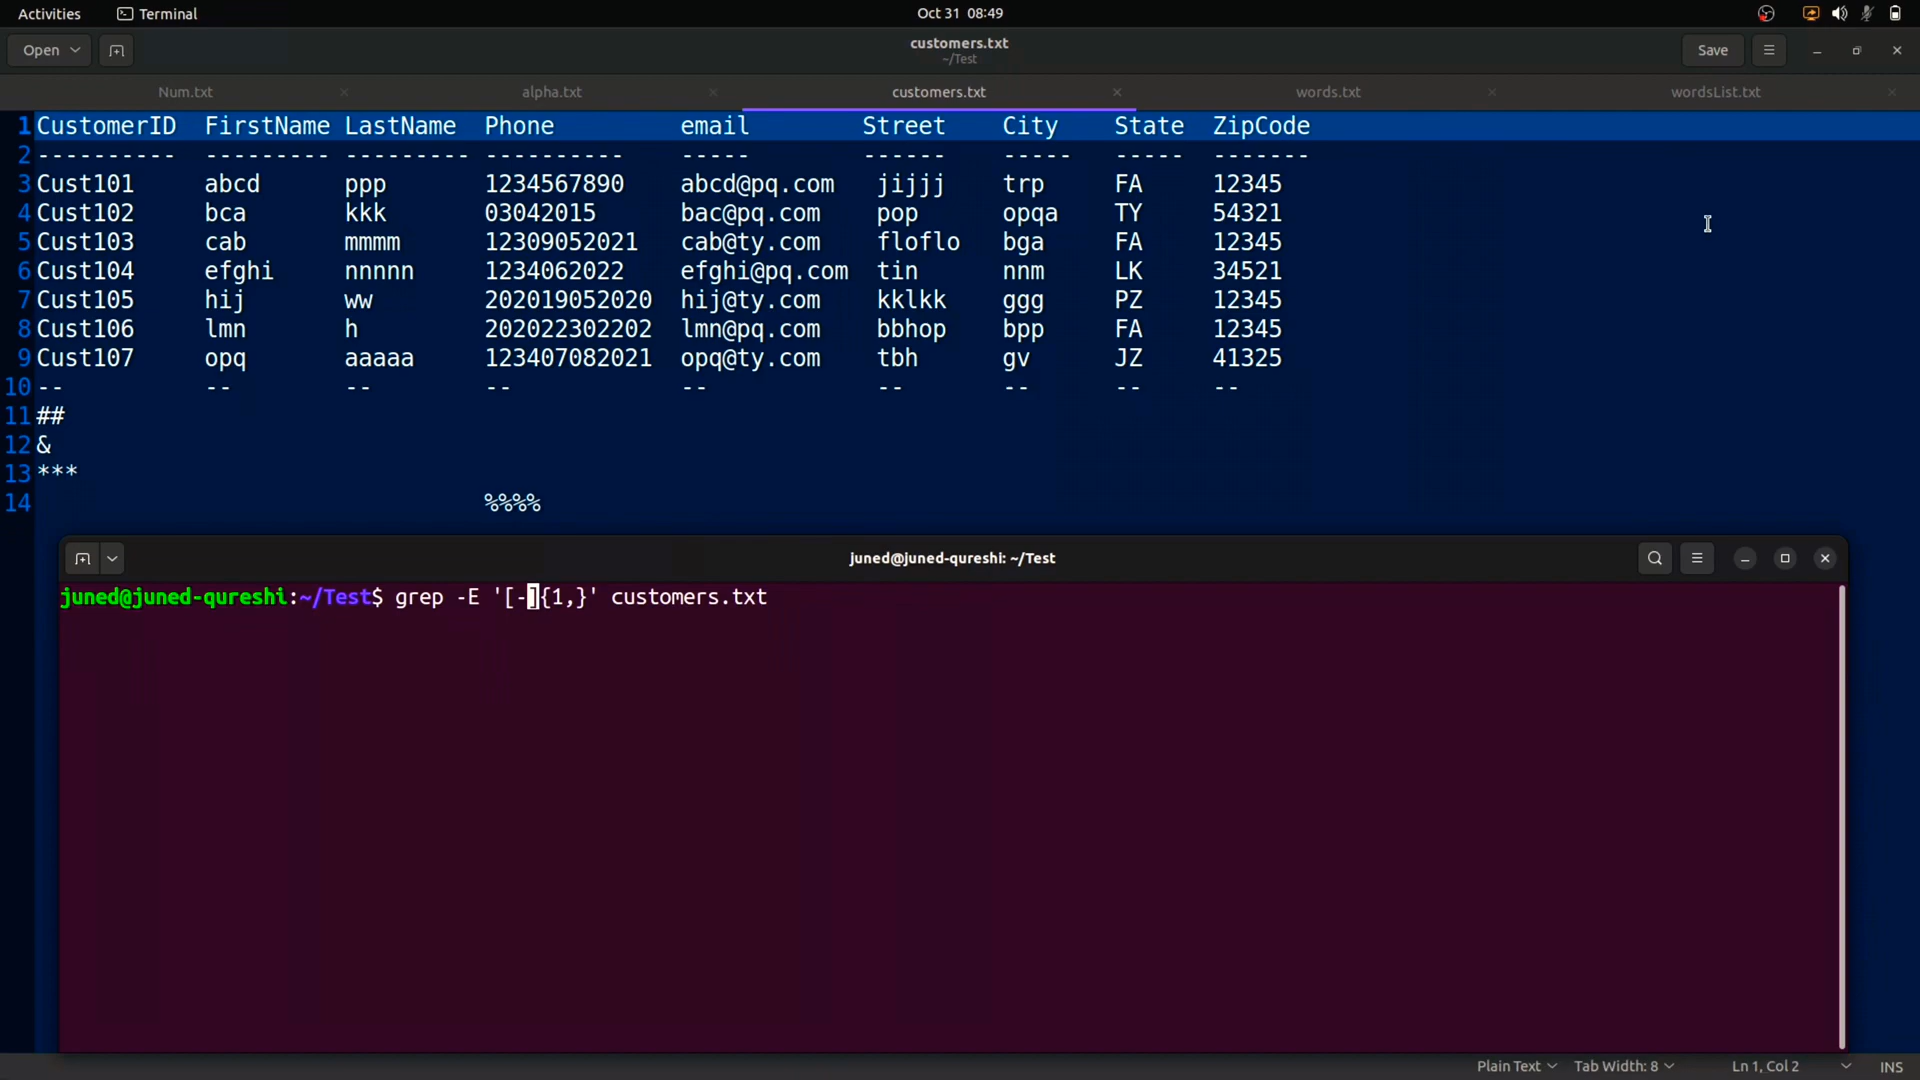 Activities Terminal Oct 31 08:49
Open customers.txt Save
~/Test
Num.txt alpha.txt customers.txt words.txt wordsList.txt
1 CustomerID FirstName LastName Phone email Street City State ZipCode
2 ---------- --------- --------- ---------- ----- ------ ----- ----- -------
3 Cust101 abcd ppp 1234567890 abcd@pq.com jijjj trp FA 12345
4 Cust102 bca kkk 03042015 bac@pq.com pop opqa TY 54321
5 Cust103 cab mmmm 12309052021 cab@ty.com floflo bga FA 12345
6 Cust104 efghi nnnnn 1234062022 efghi@pq.com tin nnm LK 34521
7 Cust105 hij ww 202019052020 hij@ty.com kklkk ggg PZ 12345
8 Cust106 lmn h 202022302202 lmn@pq.com bbhop bpp FA 12345
9 Cust107 opq aaaaa 123407082021 opq@ty.com tbh gv JZ 41325
10 -- -- -- -- -- -- -- -- --
11 ##
12 &
13 ***
14 %%%%
juned@juned-qureshi: ~/Test
juned@juned-qureshi:~/Test$ grep -E '[-]{1,}' customers.txt
Plain Text Tab Width: 8 Ln 1, Col 2 INS